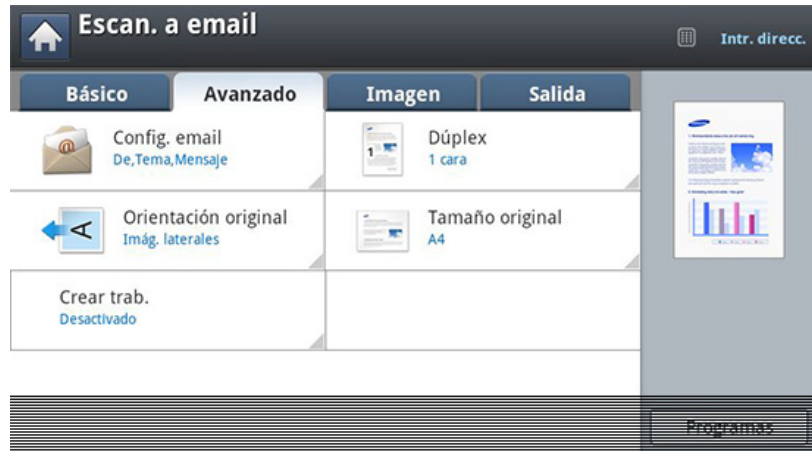 Escan. a email
Intr. direcc.
Básico
Avanzado
Imagen
Salida
Config. email
De,Tema,Mensaje
Dúplex
1 cara
Orientación original
Imág. laterales
Tamaño original
A4
Crear trab.
Desactivado
Programas